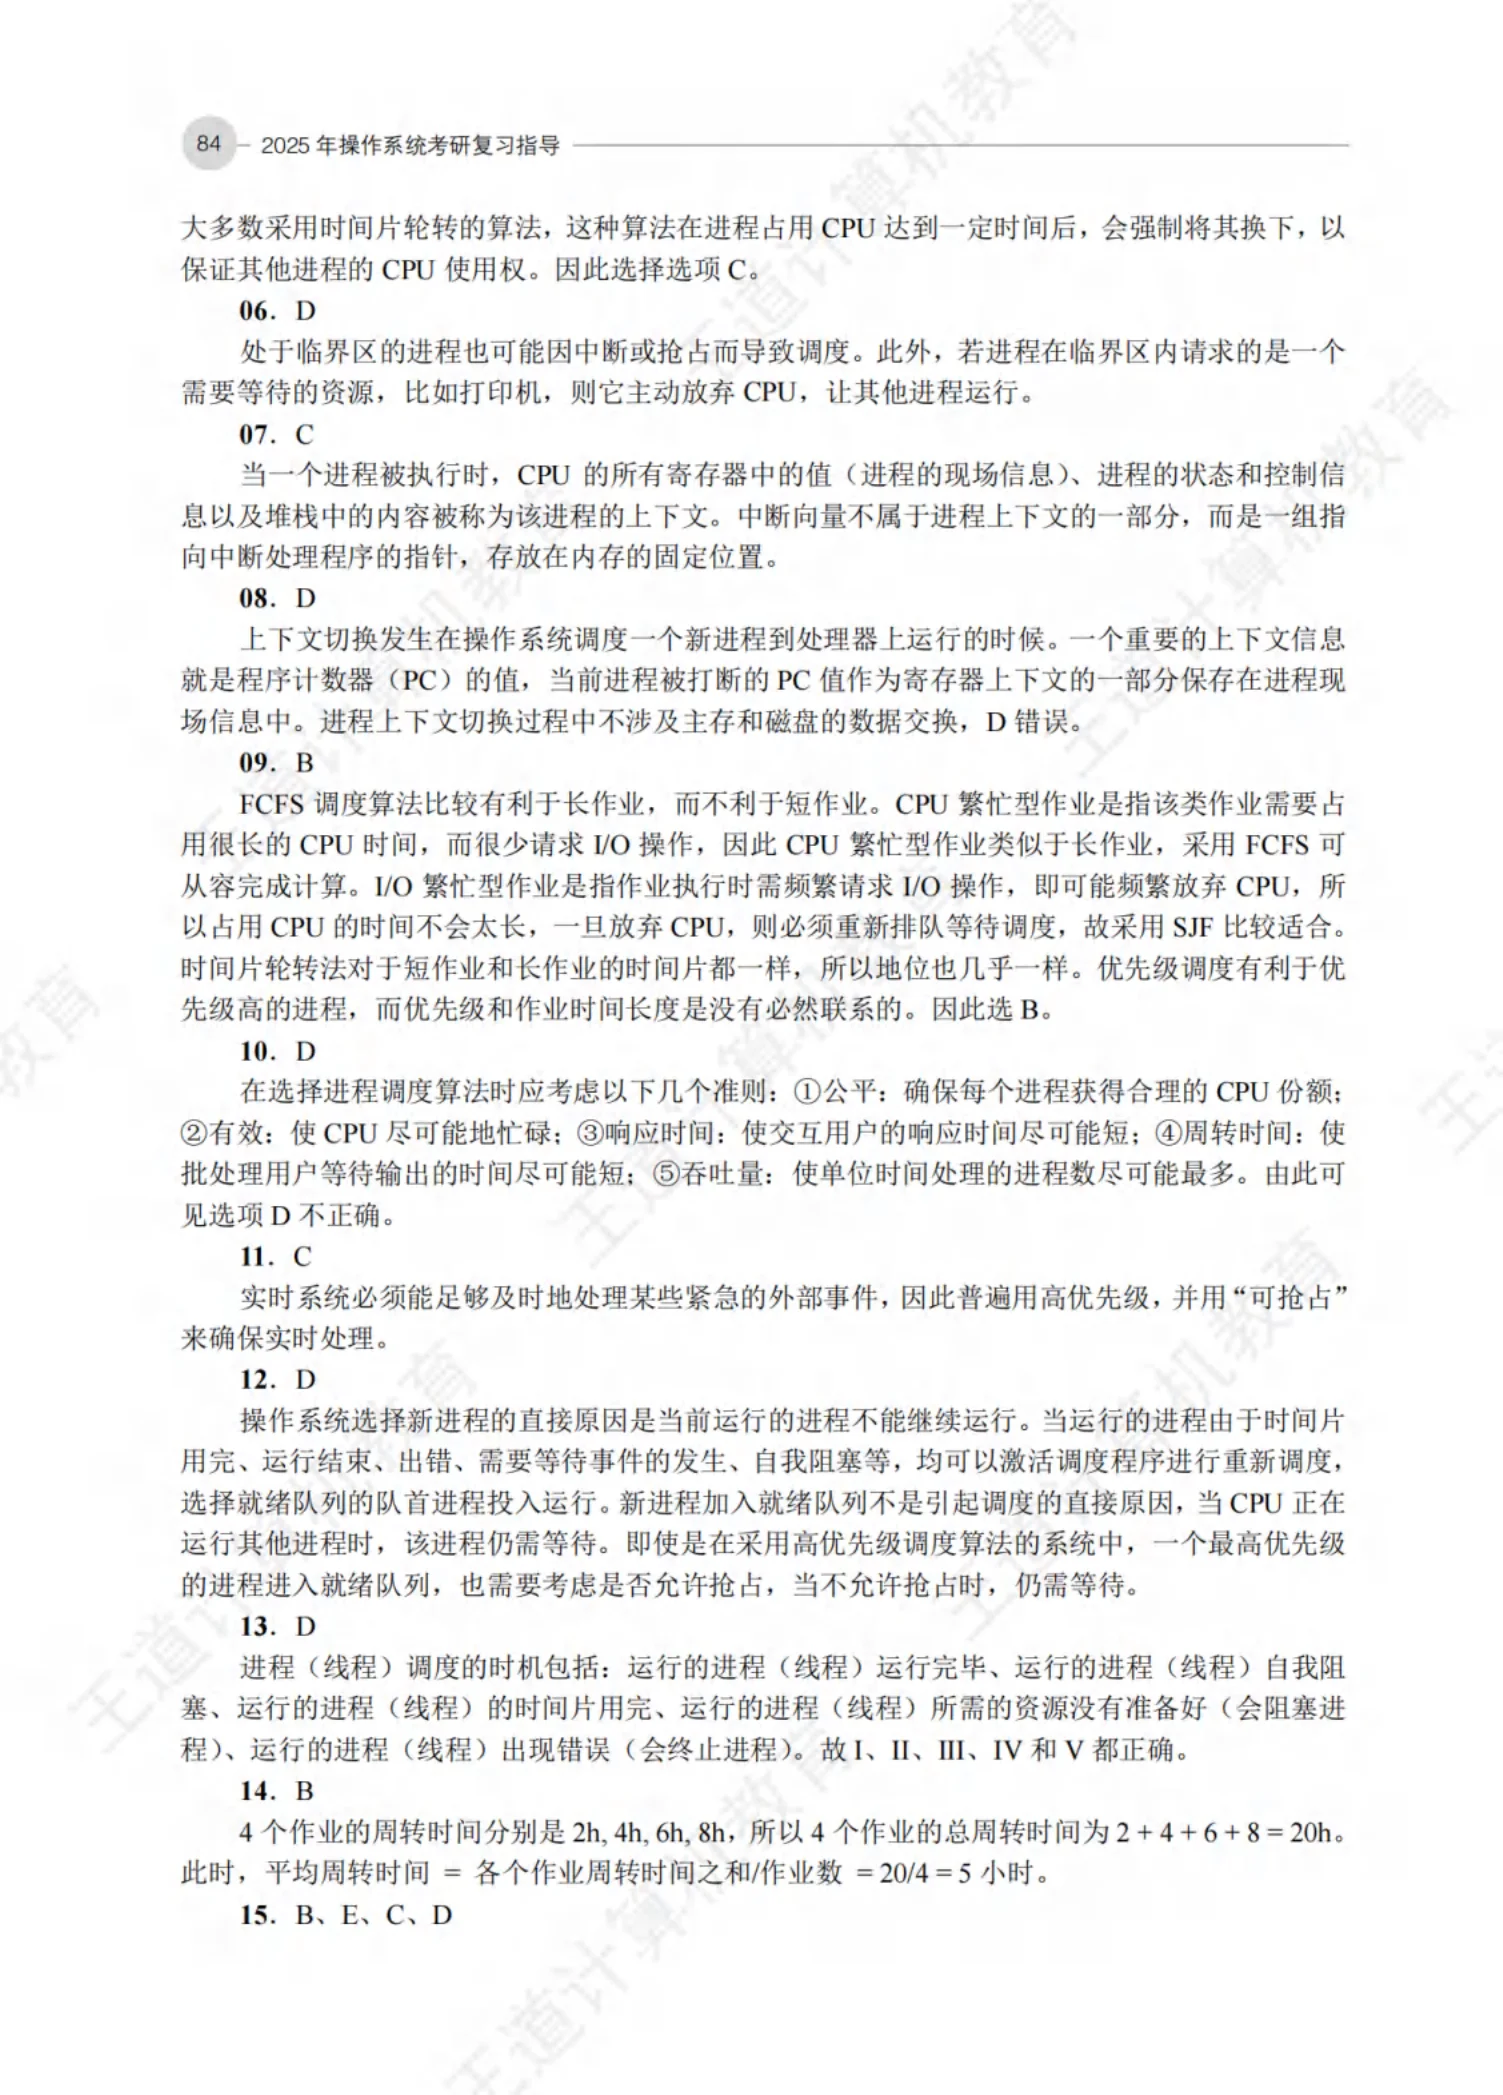 84 2025 年操作系统考研复习指导
大多数采用时间片轮转的算法，这种算法在进程占用 CPU 达到一定时间后，会强制将其换下，以
保证其他进程的 CPU 使用权。因此选择选项 C。
06．D
处于临界区的进程也可能因中断或抢占而导致调度。此外，若进程在临界区内请求的是一个
需要等待的资源，比如打印机，则它主动放弃 CPU，让其他进程运行。
07．C
当一个进程被执行时，CPU 的所有寄存器中的值（进程的现场信息）、进程的状态和控制信
息以及堆栈中的内容被称为该进程的上下文。中断向量不属于进程上下文的一部分，而是一组指
向中断处理程序的指针，存放在内存的固定位置。
08．D
上下文切换发生在操作系统调度一个新进程到处理器上运行的时候。一个重要的上下文信息
就是程序计数器（PC）的值，当前进程被打断的 PC 值作为寄存器上下文的一部分保存在进程现
场信息中。进程上下文切换过程中不涉及主存和磁盘的数据交换，D 错误。
09．B
FCFS 调度算法比较有利于长作业，而不利于短作业。CPU 繁忙型作业是指该类作业需要占
用很长的 CPU 时间，而很少请求 I/O 操作，因此 CPU 繁忙型作业类似于长作业，采用 FCFS 可
从容完成计算。I/O 繁忙型作业是指作业执行时需频繁请求 I/O 操作，即可能频繁放弃 CPU，所
以占用 CPU 的时间不会太长，一旦放弃 CPU，则必须重新排队等待调度，故采用 SJF 比较适合。
时间片轮转法对于短作业和长作业的时间片都一样，所以地位也几乎一样。优先级调度有利于优
先级高的进程，而优先级和作业时间长度是没有必然联系的。因此选 B。
10．D
在选择进程调度算法时应考虑以下几个准则：①公平：确保每个进程获得合理的 CPU 份额；
②有效：使 CPU 尽可能地忙碌；③响应时间：使交互用户的响应时间尽可能短；④周转时间：使
批处理用户等待输出的时间尽可能短；⑤吞吐量：使单位时间处理的进程数尽可能最多。由此可
见选项 D 不正确。
11．C
实时系统必须能足够及时地处理某些紧急的外部事件，因此普遍用高优先级，并用“可抢占”
来确保实时处理。
12．D
操作系统选择新进程的直接原因是当前运行的进程不能继续运行。当运行的进程由于时间片
用完、运行结束、出错、需要等待事件的发生、自我阻塞等，均可以激活调度程序进行重新调度，
选择就绪队列的队首进程投入运行。新进程加入就绪队列不是引起调度的直接原因，当 CPU 正在
运行其他进程时，该进程仍需等待。即使是在采用高优先级调度算法的系统中，一个最高优先级
的进程进入就绪队列，也需要考虑是否允许抢占，当不允许抢占时，仍需等待。
13．D
进程（线程）调度的时机包括：运行的进程（线程）运行完毕、运行的进程（线程）自我阻
塞、运行的进程（线程）的时间片用完、运行的进程（线程）所需的资源没有准备好（会阻塞进
程）、运行的进程（线程）出现错误（会终止进程）。故 I、II、III、IV 和 V 都正确。
14．B
4 个作业的周转时间分别是 2h, 4h, 6h, 8h，所以 4 个作业的总周转时间为 2 + 4 + 6 + 8 = 20h。
此时，平均周转时间 = 各个作业周转时间之和/作业数 = 20/4 = 5 小时。
15．B、E、C、D
王道计算机教育